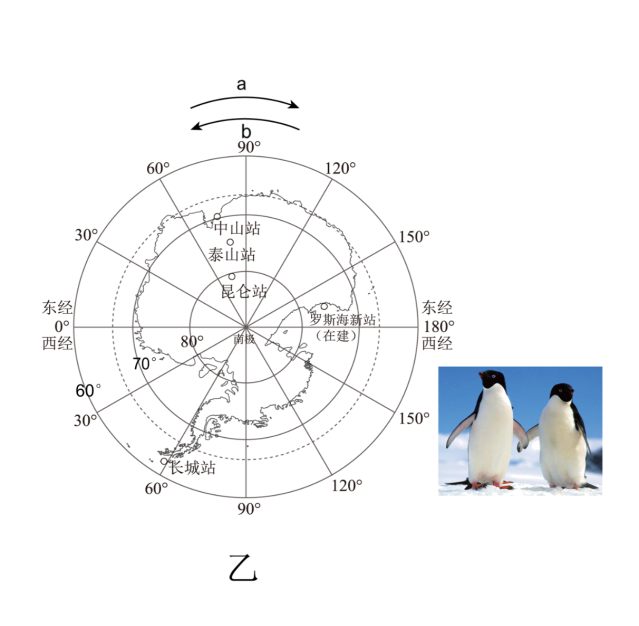 a
b
90°
60°
120°
30°
150°
中山站
泰山站
昆仑站
东经
0°
西经
罗斯海新站
（在建）
东经
180°
西经
80°
南极
70°
60°
30°
150°
长城站
60°
120°
90°
乙